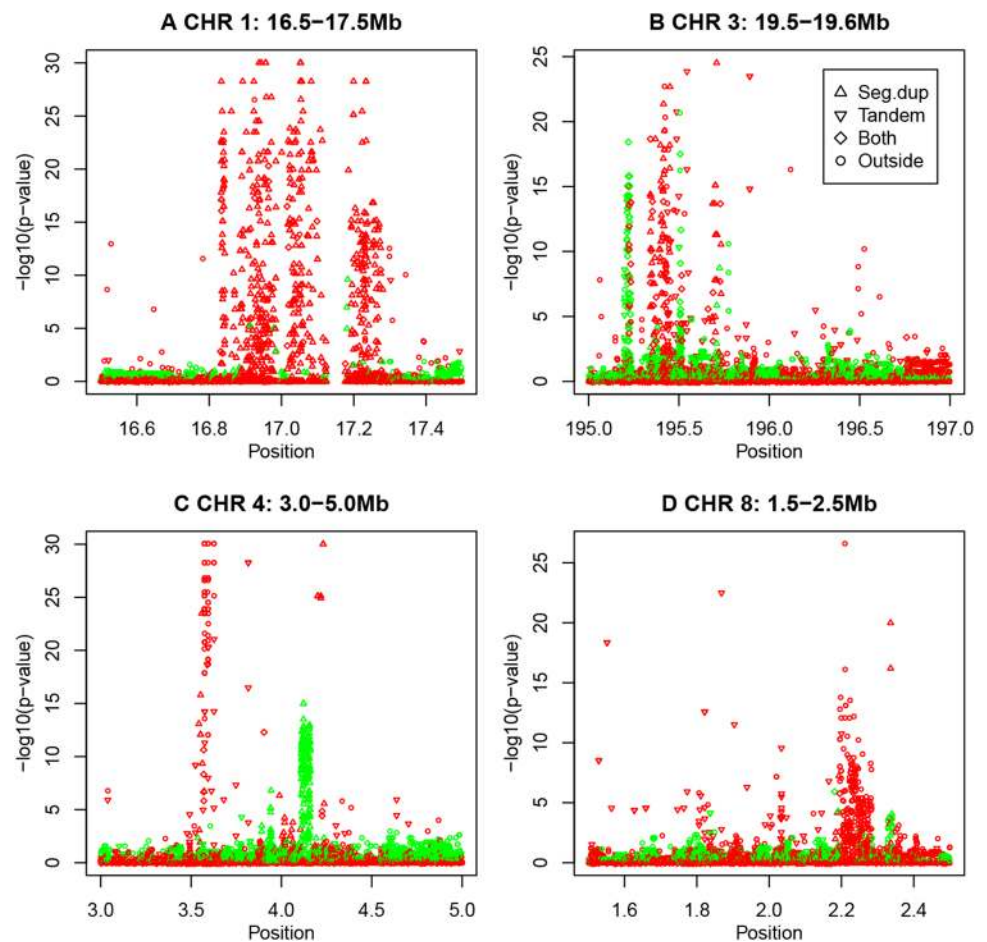 A CHR 1: 16.5−17.5Mb
−log10(p−value)
30
25
20
15
10
5
0
16.6 16.8 17.0 17.2 17.4
Position
B CHR 3: 19.5−19.6Mb
−log10(p−value)
25
20
15
10
5
0
Seg.dup
Tandem
Both
Outside
195.0 195.5 196.0 196.5 197.0
Position
C CHR 4: 3.0−5.0Mb
−log10(p−value)
30
25
20
15
10
5
0
3.0 3.5 4.0 4.5 5.0
Position
D CHR 8: 1.5−2.5Mb
−log10(p−value)
25
20
15
10
5
0
1.6 1.8 2.0 2.2 2.4
Position